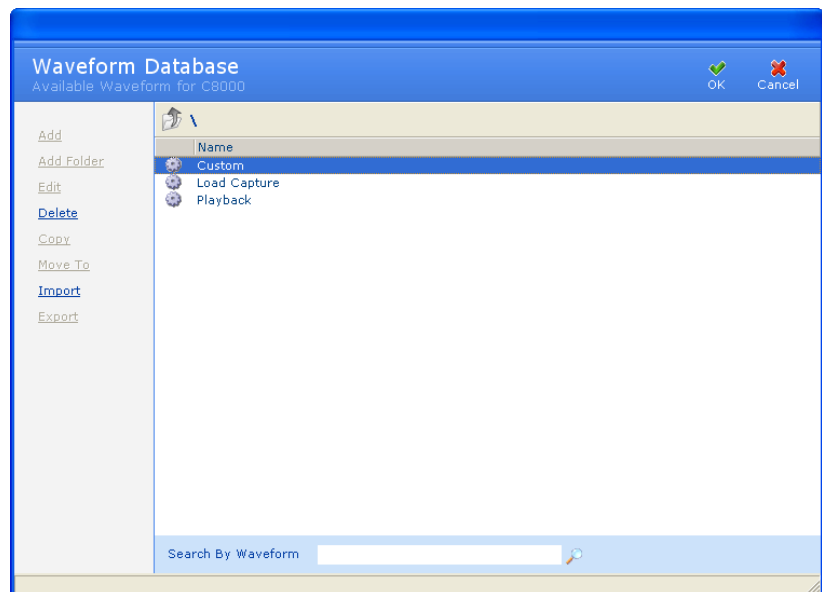 Waveform Database
Available Waveform for C8000
OK
Cancel
Add
Add Folder
Edit
Delete
Copy
Move To
Import
Export
\
Name
Custom
Load Capture
Playback
Search By Waveform